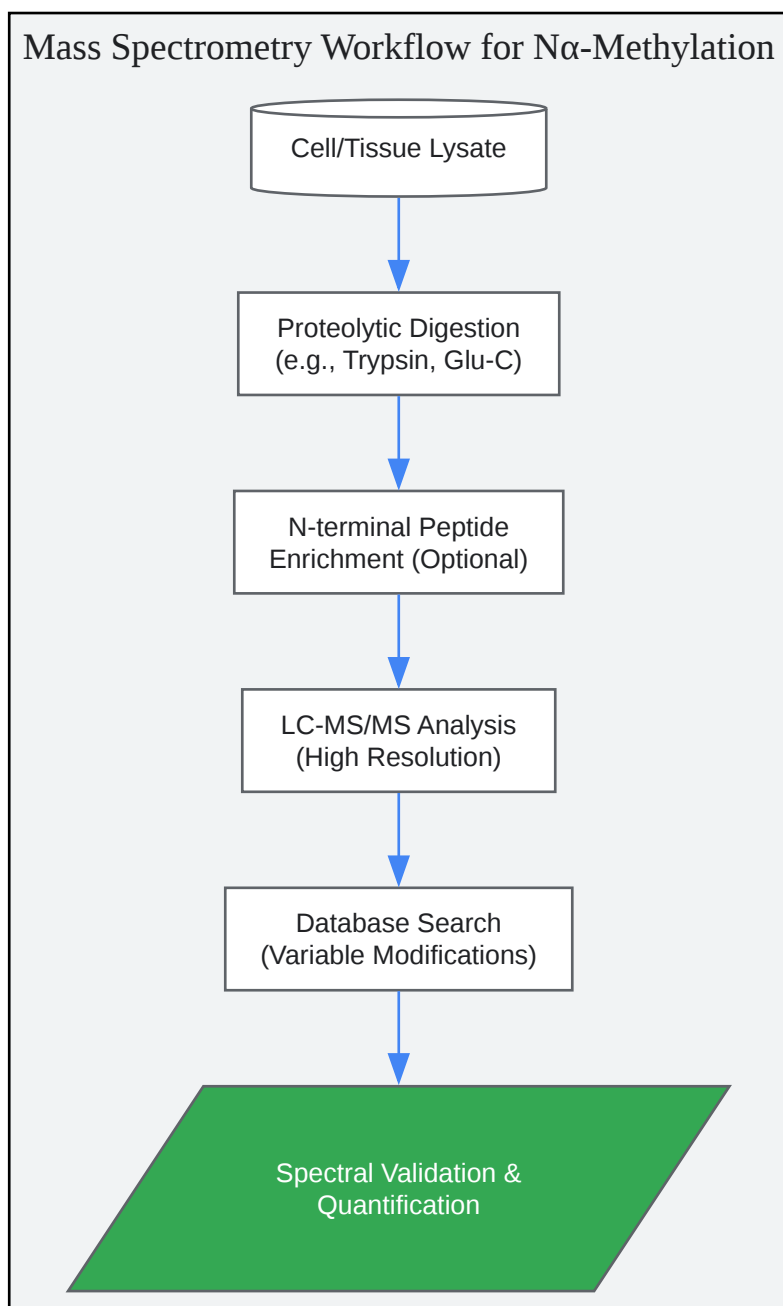 Mass Spectrometry Workflow for Nα-Methylation
Cell/Tissue Lysate
Proteolytic Digestion
(e.g., Trypsin, Glu-C)
N-terminal Peptide
Enrichment (Optional)
LC-MS/MS Analysis
(High Resolution)
Database Search
(Variable Modifications)
Spectral Validation &
Quantification